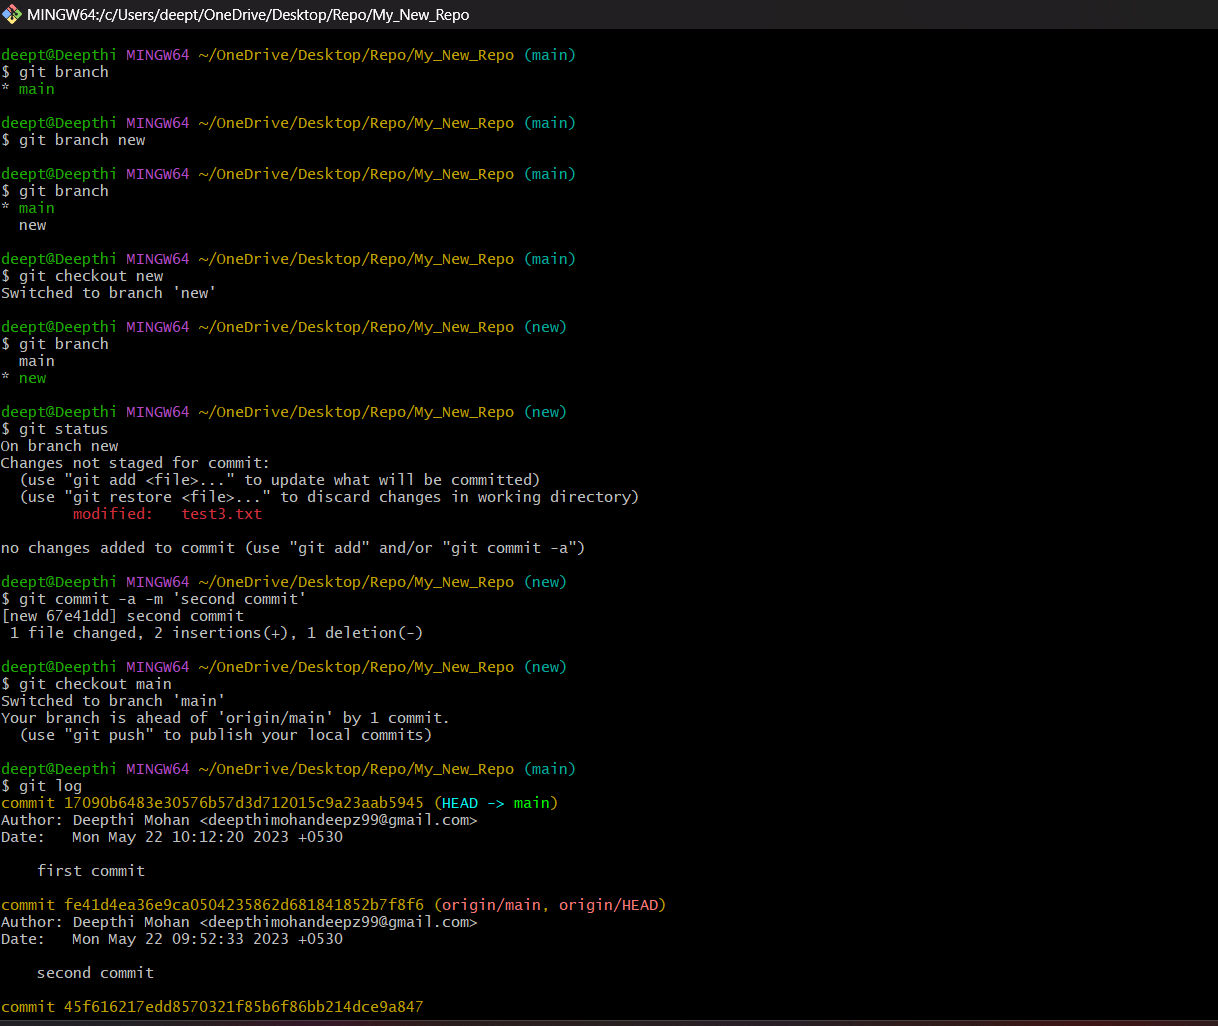 MINGW64:/c/Users/deept/OneDrive/Desktop/Repo/My_New_Repo
deept@Deepthi MINGW64 ~/OneDrive/Desktop/Repo/My_New_Repo (main)
$ git branch
* main
deept@Deepthi MINGW64 ~/OneDrive/Desktop/Repo/My_New_Repo (main)
$ git branch new
deept@Deepthi MINGW64 ~/OneDrive/Desktop/Repo/My_New_Repo (main)
$ git branch
* main
  new
deept@Deepthi MINGW64 ~/OneDrive/Desktop/Repo/My_New_Repo (main)
$ git checkout new
Switched to branch 'new'
deept@Deepthi MINGW64 ~/OneDrive/Desktop/Repo/My_New_Repo (new)
$ git branch
  main
* new
deept@Deepthi MINGW64 ~/OneDrive/Desktop/Repo/My_New_Repo (new)
$ git status
On branch new
Changes not staged for commit:
  (use "git add <file>..." to update what will be committed)
  (use "git restore <file>..." to discard changes in working directory)
        modified:   test3.txt
no changes added to commit (use "git add" and/or "git commit -a")
deept@Deepthi MINGW64 ~/OneDrive/Desktop/Repo/My_New_Repo (new)
$ git commit -a -m 'second commit'
[new 67e41dd] second commit
 1 file changed, 2 insertions(+), 1 deletion(-)
deept@Deepthi MINGW64 ~/OneDrive/Desktop/Repo/My_New_Repo (new)
$ git checkout main
Switched to branch 'main'
Your branch is ahead of 'origin/main' by 1 commit.
  (use "git push" to publish your local commits)
deept@Deepthi MINGW64 ~/OneDrive/Desktop/Repo/My_New_Repo (main)
$ git log
commit 17090b6483e30576b57d3d712015c9a23aab5945 (HEAD -> main)
Author: Deepthi Mohan <deepthimohandeepz99@gmail.com>
Date:   Mon May 22 10:12:20 2023 +0530
    first commit
commit fe41d4ea36e9ca0504235862d681841852b7f8f6 (origin/main, origin/HEAD)
Author: Deepthi Mohan <deepthimohandeepz99@gmail.com>
Date:   Mon May 22 09:52:33 2023 +0530
    second commit
commit 45f616217edd8570321f85b6f86bb214dce9a847